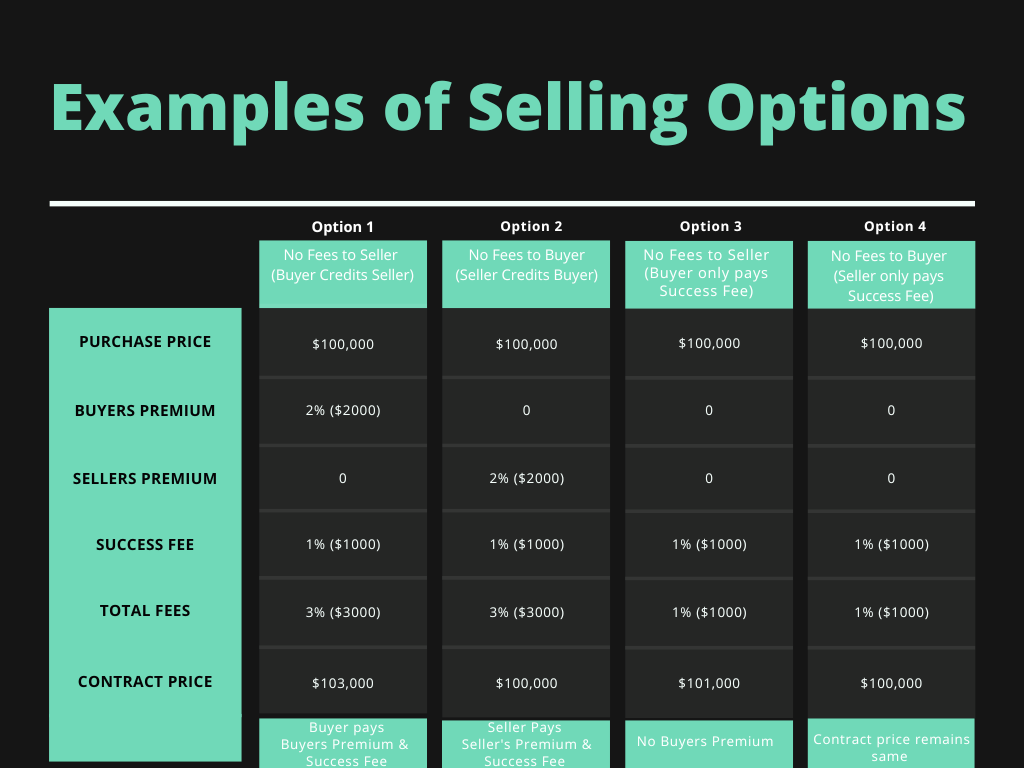 Examples of Selling Options
Option 1 Option 2 Option 3 Option 4
No Fees to Seller
(Buyer Credits Seller)
No Fees to Buyer
(Seller Credits Buyer)
No Fees to Seller
(Buyer only pays
Success Fee)
No Fees to Buyer
(Seller only pays
Success Fee)
PURCHASE PRICE $100,000 $100,000 $100,000 $100,000
BUYERS PREMIUM 2% ($2000) 0 0 0
SELLERS PREMIUM 0 2% ($2000) 0 0
SUCCESS FEE 1% ($1000) 1% ($1000) 1% ($1000) 1% ($1000)
TOTAL FEES 3% ($3000) 3% ($3000) 1% ($1000) 1% ($1000)
CONTRACT PRICE $103,000 $100,000 $101,000 $100,000
Buyer pays
Buyers Premium &
Success Fee
Seller Pays
Seller's Premium &
Success Fee
No Buyers Premium
Contract price remains
same